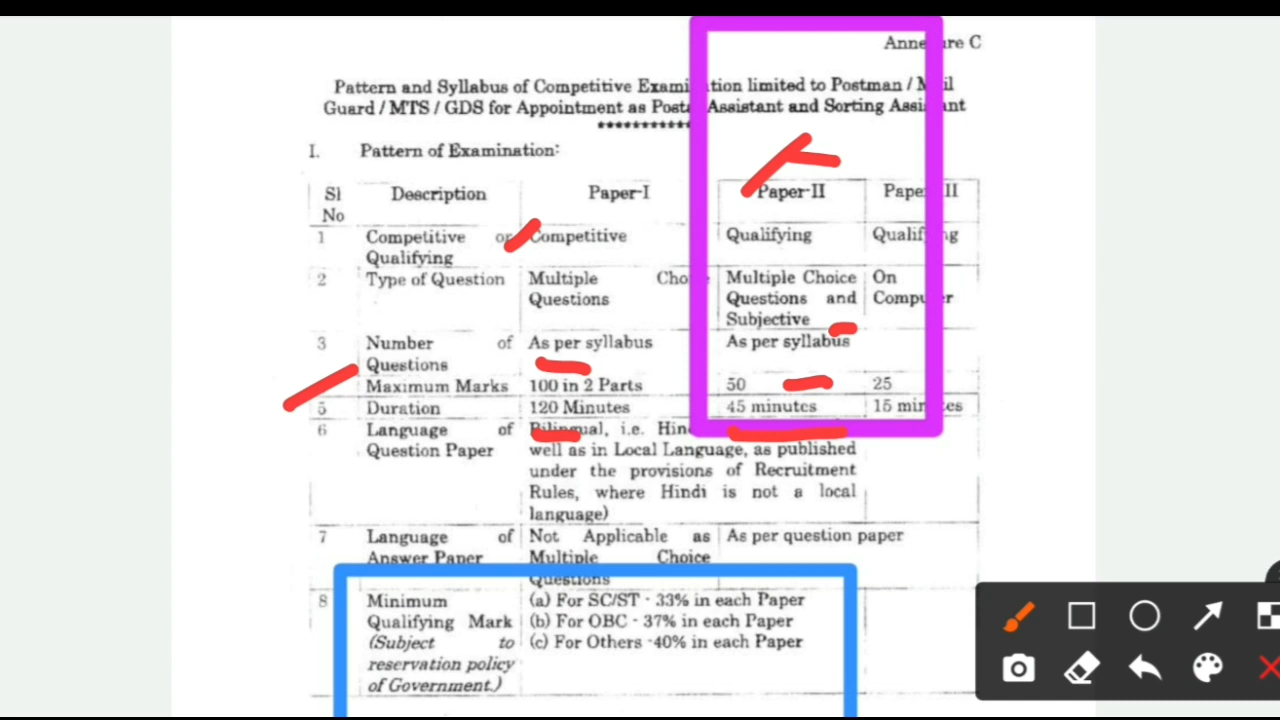 Annexure C
Pattern and Syllabus of Competitive Examination limited to Postman / Mail
Guard / MTS / GDS for Appointment as Postal Assistant and Sorting Assistant
***********
I. Pattern of Examination:
Sl No Description Paper-I Paper-II Paper-III
1 Competitive or Qualifying Competitive Qualifying Qualifying
2 Type of Question Multiple Choice Questions Multiple Choice Questions and Subjective On Computer
3 Number of Questions As per syllabus As per syllabus
Maximum Marks 100 in 2 Parts 50 25
5 Duration 120 Minutes 45 minutes 15 minutes
6 Language of Question Paper Bilingual, i.e.
well as in Local Language, as published
under the provisions of Recruitment
Rules, where Hindi is not a local
language)
7 Language of Answer Paper Not Applicable as Multiple Choice Questions As per question paper
8 Minimum Qualifying Mark (Subject to reservation policy of Government.) (a) For SC/ST - 33% in each Paper
(b) For OBC - 37% in each Paper
(c) For Others -40% in each Paper